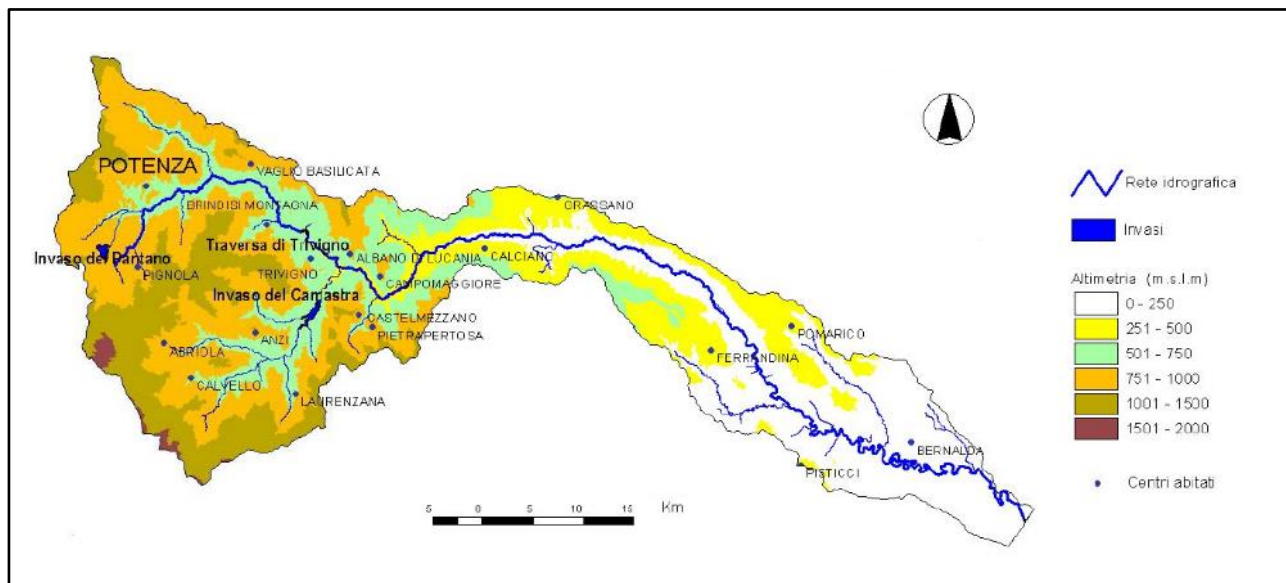 POTENZA
VAGLIO BASILICATA
BRINDISI MONTAGNA
GRASSANO
Traversa di Trivigno
Invaso del Pantano
PIGNOLA
TRIVIGNO
ALBANO DI LUCANIA
CALCIANO
CAMPOMAGGIORE
Invaso del Camastra
CASTELMEZZANO
PIETRAPERTOSA
ANZI
ABRIOLA
CALVELLO
LAURENZANA
POMARICO
FERRANDINA
BERNALDA
PISTICCI
5 0 5 10 15 Km
Rete idrografica
Invasi
Altimetria (m.s.l.m)
0 - 250
251 - 500
501 - 750
751 - 1000
1001 - 1500
1501 - 2000
Centri abitati